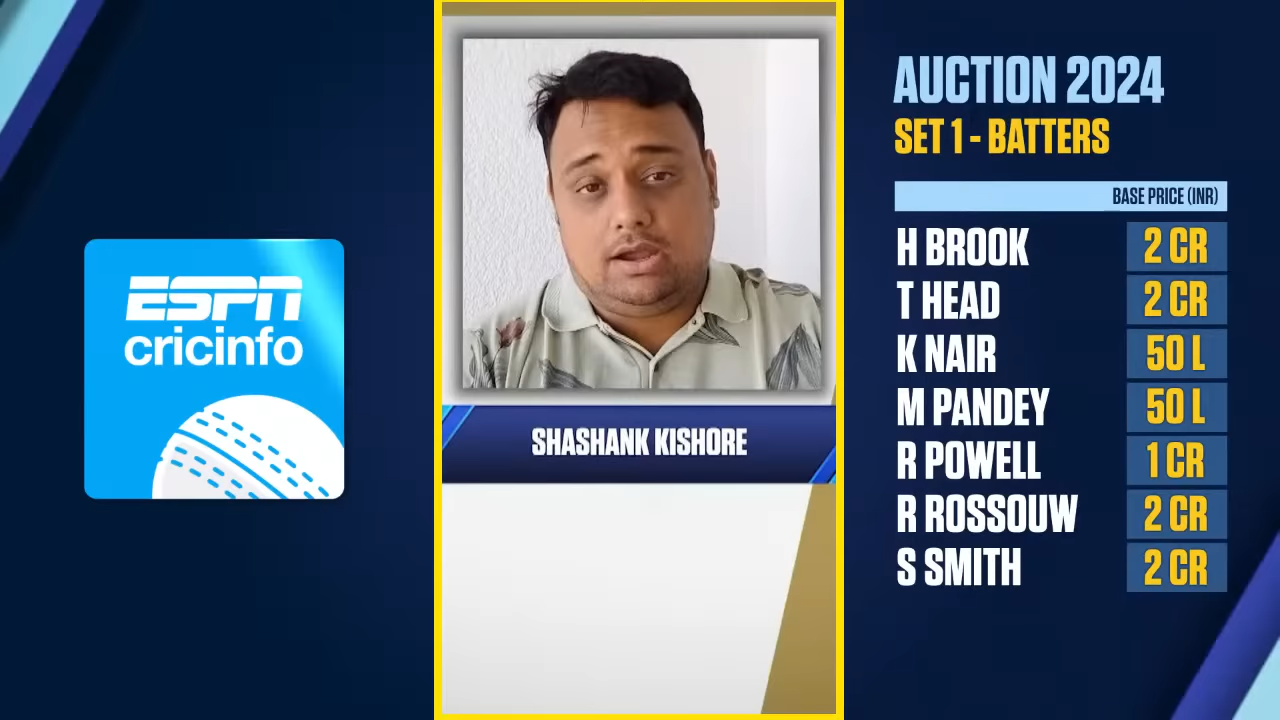 ESPN
cricinfo
SHASHANK KISHORE
AUCTION 2024
SET 1 - BATTERS
BASE PRICE (INR)
H BROOK 2 CR
T HEAD 2 CR
K NAIR 50 L
M PANDEY 50 L
R POWELL 1 CR
R ROSSOUW 2 CR
S SMITH 2 CR